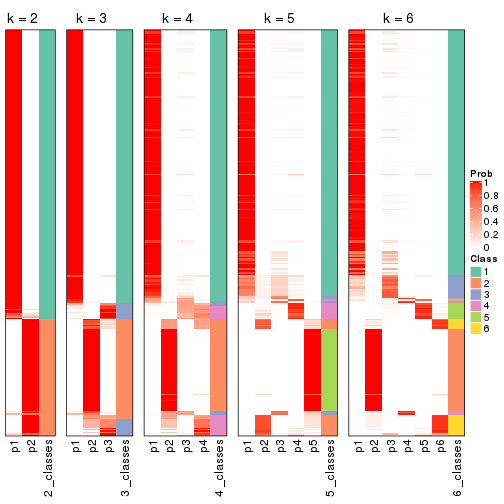 k = 2
k = 3
k = 4
k = 5
k = 6
p1
p2
2_classes
p1
p2
p3
3_classes
p1
p2
p3
p4
4_classes
p1
p2
p3
p4
p5
5_classes
p1
p2
p3
p4
p5
p6
6_classes
Prob
1
0.8
0.6
0.4
0.2
0
Class
1
2
3
4
5
6